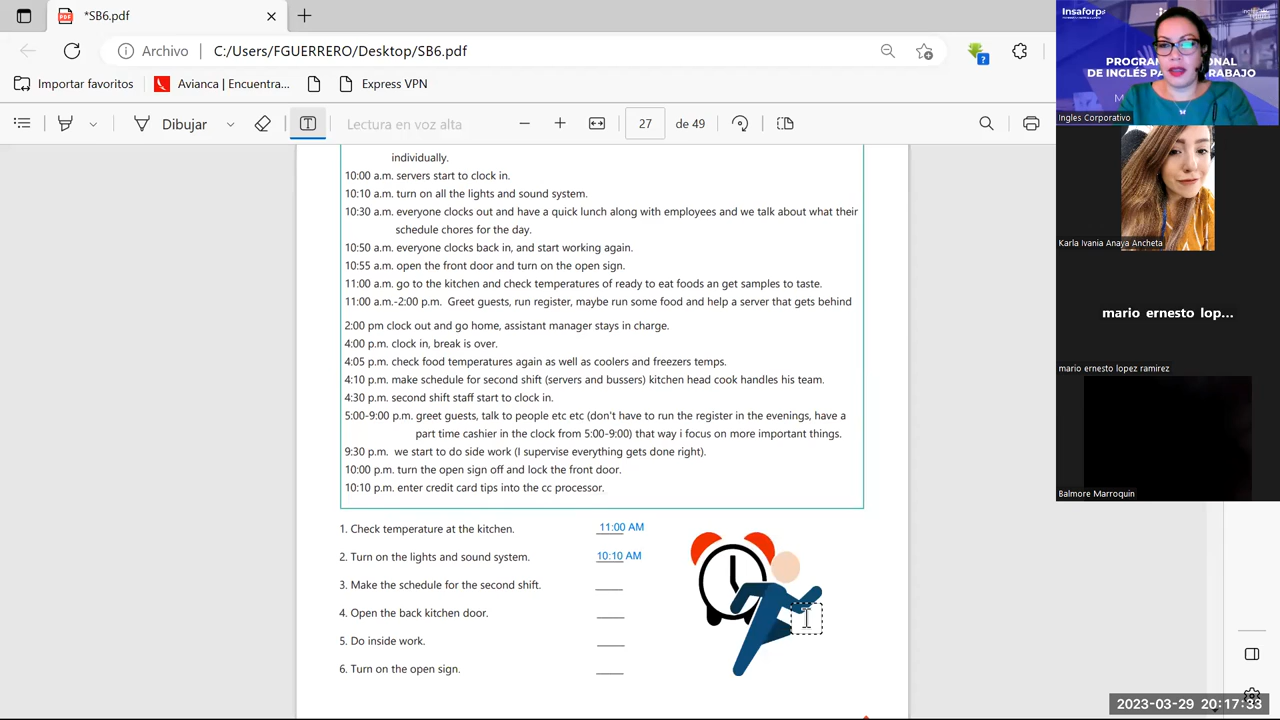 *SB6.pdf
Archivo
C:/Users/FGUERRERO/Desktop/SB6.pdf
Importar favoritos
Avianca | Encuentra...
Express VPN
Dibujar
Lectura en voz alta
27
de 49
individually.
10:00 a.m. servers start to clock in.
10:10 a.m. turn on all the lights and sound system.
10:30 a.m. everyone clocks out and have a quick lunch along with employees and we talk about what their
schedule chores for the day.
10:50 a.m. everyone clocks back in, and start working again.
10:55 a.m. open the front door and turn on the open sign.
11:00 a.m. go to the kitchen and check temperatures of ready to eat foods an get samples to taste.
11:00 a.m.-2:00 p.m. Greet guests, run register, maybe run some food and help a server that gets behind
2:00 pm clock out and go home, assistant manager stays in charge.
4:00 p.m. clock in, break is over.
4:05 p.m. check food temperatures again as well as coolers and freezers temps.
4:10 p.m. make schedule for second shift (servers and bussers) kitchen head cook handles his team.
4:30 p.m. second shift staff start to clock in.
5:00-9:00 p.m. greet guests, talk to people etc etc (don't have to run the register in the evenings, have a
part time cashier in the clock from 5:00-9:00) that way i focus on more important things.
9:30 p.m. we start to do side work (I supervise everything gets done right).
10:00 p.m. turn the open sign off and lock the front door.
10:10 p.m. enter credit card tips into the cc processor.
1. Check temperature at the kitchen. 11:00 AM
2. Turn on the lights and sound system. 10:10 AM
3. Make the schedule for the second shift. ____
4. Open the back kitchen door. ____
5. Do inside work. ____
6. Turn on the open sign. ____
Insaforp
PROGRA ONAL
DE INGLÉS PA RABAJO
M
Ingles Corporativo
Karla Ivania Anaya Ancheta
mario ernesto lop...
mario ernesto lopez ramirez
Balmore Marroquin
2023-03-29 20:17:33